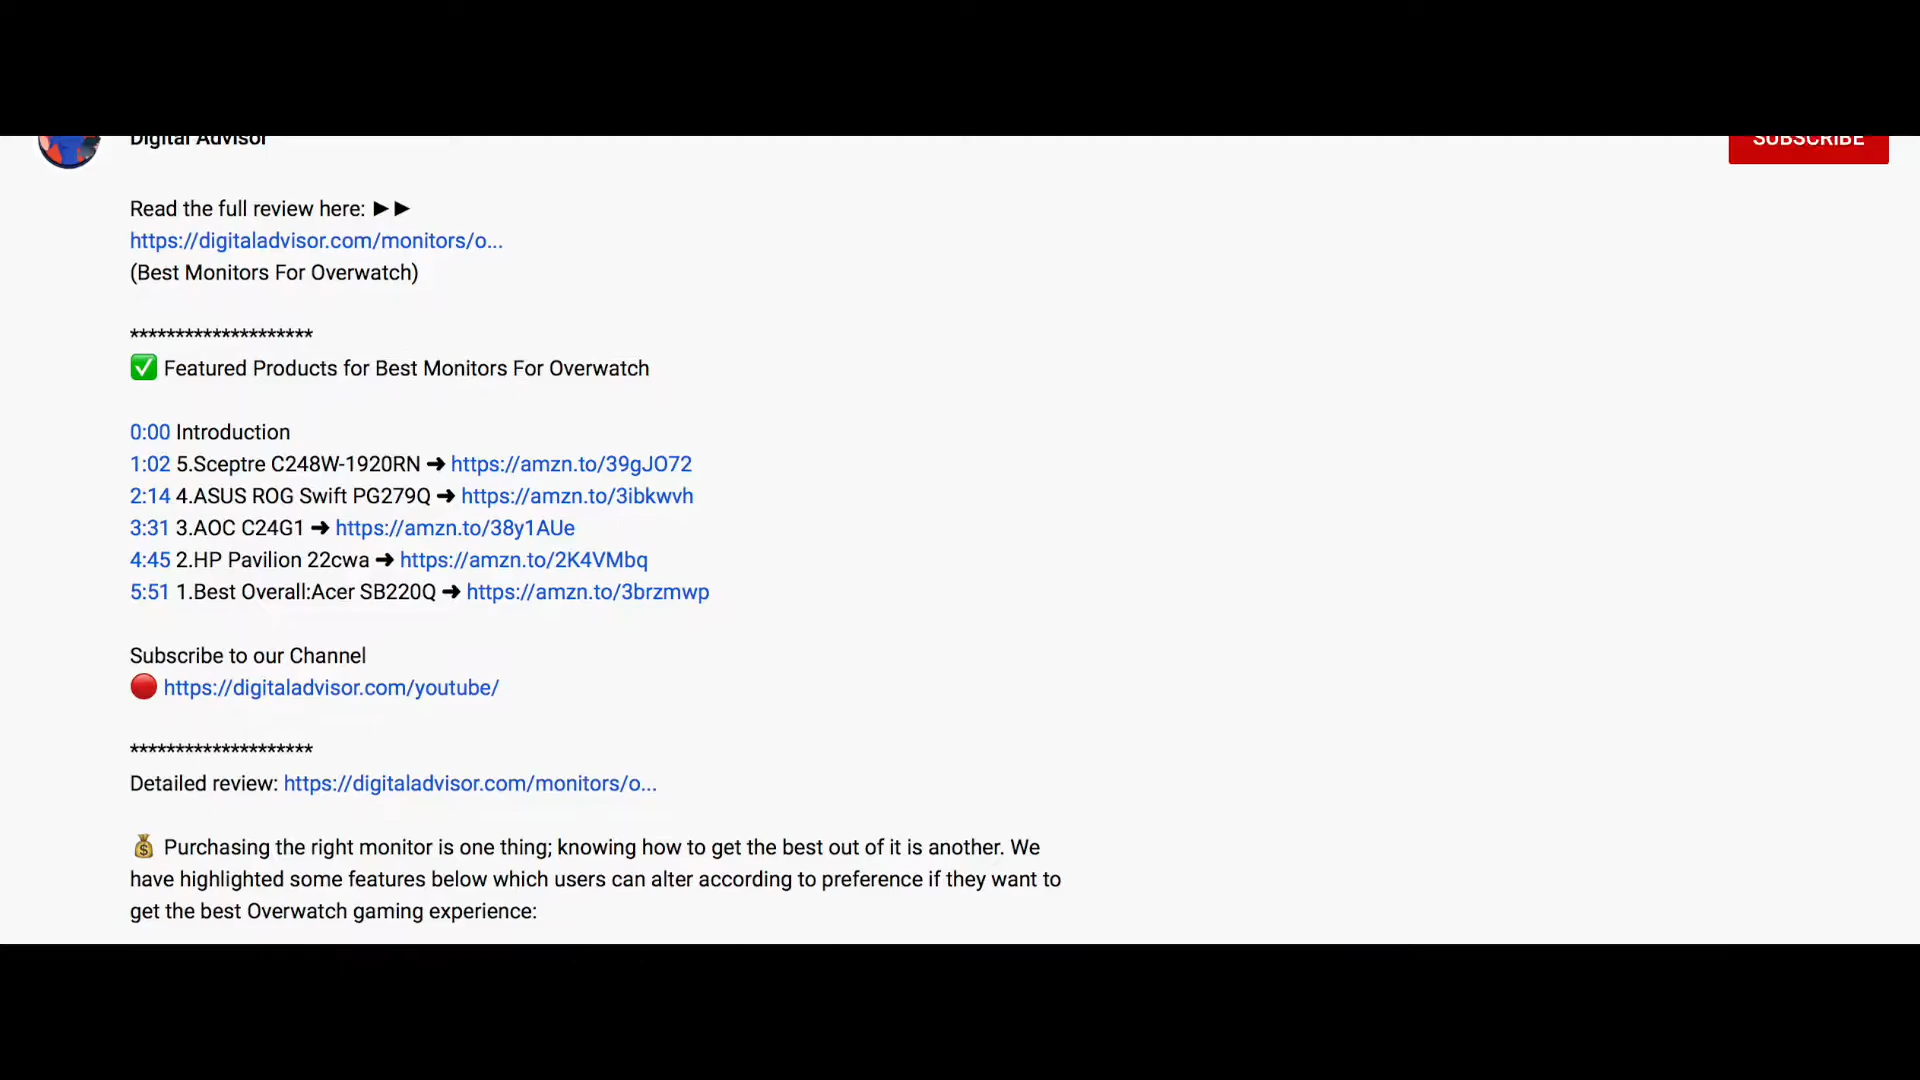 Digital Advisor
SUBSCRIBE
Read the full review here: ►►
https://digitaladvisor.com/monitors/o...
(Best Monitors For Overwatch)
********************
✅ Featured Products for Best Monitors For Overwatch
0:00 Introduction
1:02 5.Sceptre C248W-1920RN ➜ https://amzn.to/39gJO72
2:14 4.ASUS ROG Swift PG279Q ➜ https://amzn.to/3ibkwvh
3:31 3.AOC C24G1 ➜ https://amzn.to/38y1AUe
4:45 2.HP Pavilion 22cwa ➜ https://amzn.to/2K4VMbq
5:51 1.Best Overall:Acer SB220Q ➜ https://amzn.to/3brzmwp
Subscribe to our Channel
🔴 https://digitaladvisor.com/youtube/
********************
Detailed review: https://digitaladvisor.com/monitors/o...
💰 Purchasing the right monitor is one thing; knowing how to get the best out of it is another. We
have highlighted some features below which users can alter according to preference if they want to
get the best Overwatch gaming experience: